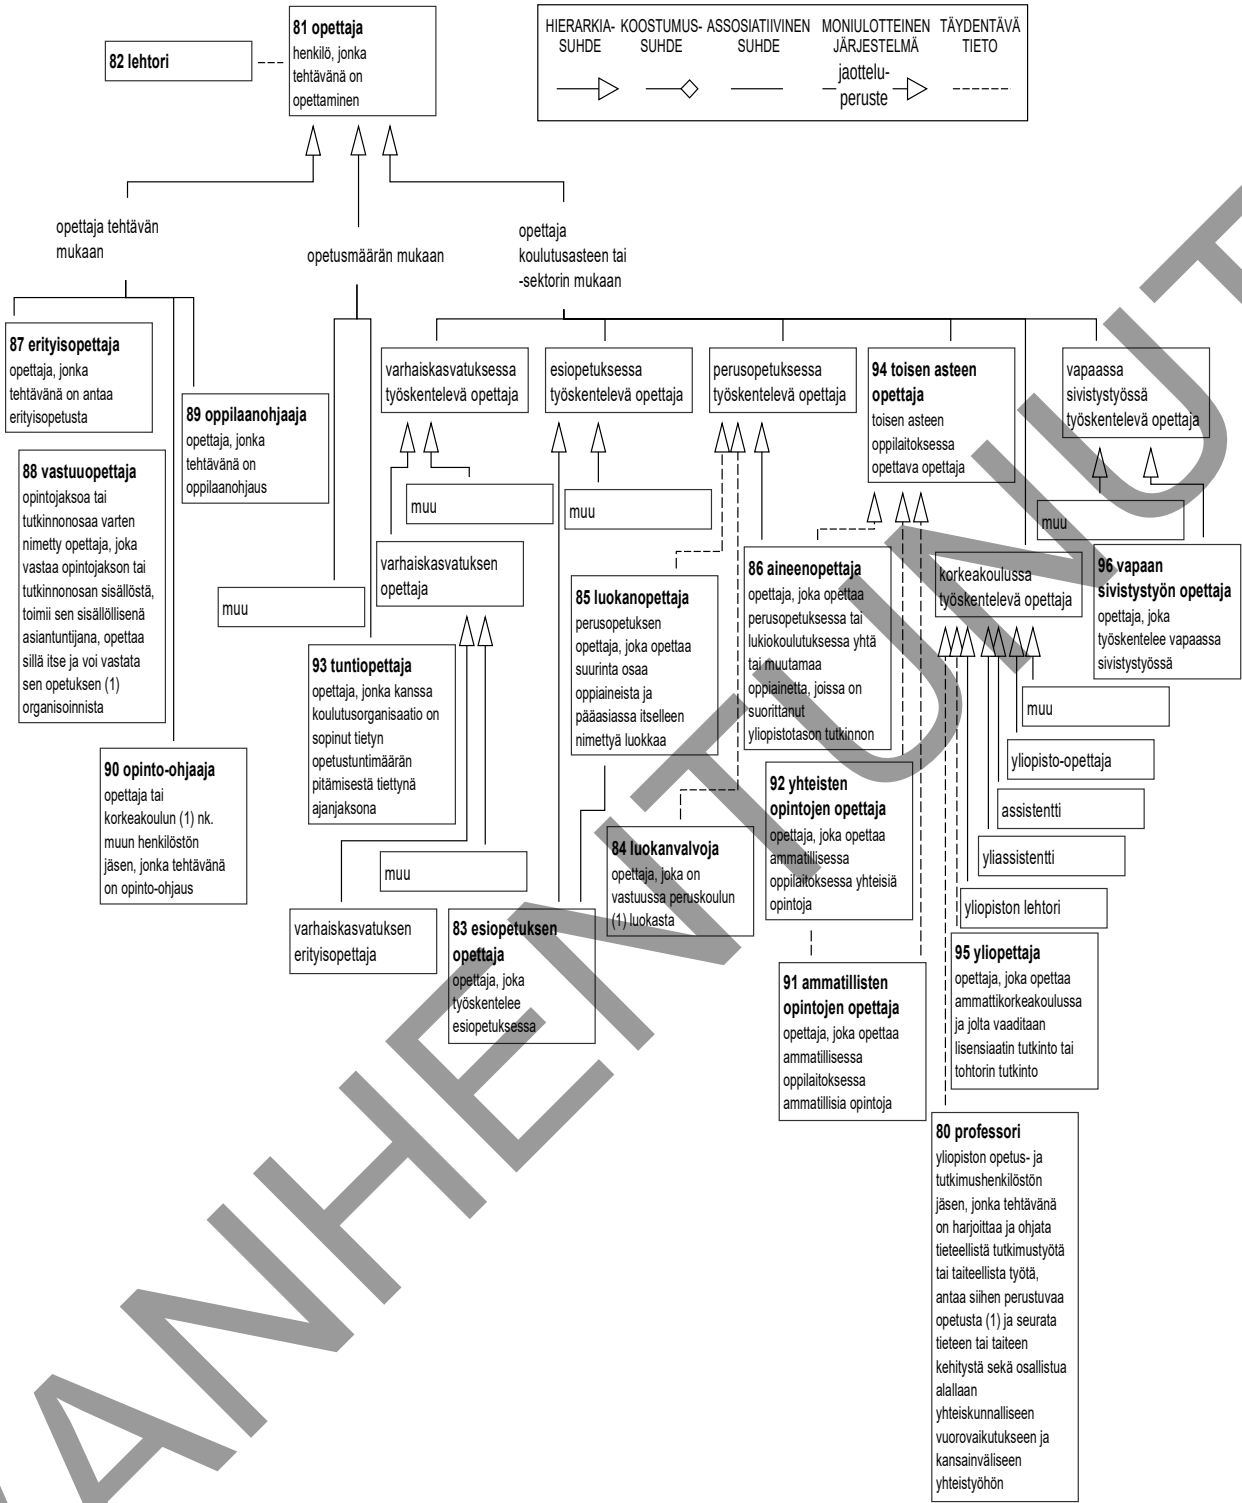 82 lehtori
81 opettaja
henkilö, jonka
tehtävänä on
opettaminen
HIERARKIA-
SUHDE
KOOSTUMUS-
SUHDE
ASSOSIATIIVINEN
SUHDE
MONIULOTTEINEN
JÄRJESTELMÄ
TÄYDENTÄVÄ
TIETO
jaottelu-
peruste
opettaja tehtävän
mukaan
opetusmäärän mukaan
opettaja
koulutusasteen tai
-sektorin mukaan
87 erityisopettaja
opettaja, jonka
tehtävänä on antaa
erityisopetusta
89 oppilaanohjaaja
opettaja, jonka
tehtävänä on
oppilaanohjaus
88 vastuuopettaja
opintojaksoa tai
tutkinnonosaa varten
nimetty opettaja, joka
vastaa opintojakson tai
tutkinnonosan sisällöstä,
toimii sen sisällöllisenä
asiantuntijana, opettaa
sillä itse ja voi vastata
sen opetuksen (1)
organisoinnista
90 opinto-ohjaaja
opettaja tai
korkeakoulun (1) nk.
muun henkilöstön
jäsen, jonka tehtävänä
on opinto-ohjaus
muu
93 tuntiopettaja
opettaja, jonka kanssa
koulutusorganisaatio on
sopinut tietyn
opetustuntimäärän
pitämisestä tiettynä
ajanjaksona
varhaiskasvatuksessa
työskentelevä opettaja
muu
varhaiskasvatuksen
opettaja
muu
varhaiskasvatuksen
erityisopettaja
esiopetuksessa
työskentelevä opettaja
muu
83 esiopetuksen
opettaja
opettaja, joka
työskentelee
esiopetuksessa
perusopetuksessa
työskentelevä opettaja
85 luokanopettaja
perusopetuksen
opettaja, joka opettaa
suurinta osaa
oppiaineista ja
pääasiassa itselleen
nimettyä luokkaa
84 luokanvalvoja
opettaja, joka on
vastuussa peruskoulun
(1) luokasta
94 toisen asteen
opettaja
toisen asteen
oppilaitoksessa
opettava opettaja
86 aineenopettaja
opettaja, joka opettaa
perusopetuksessa tai
lukiokoulutuksessa yhtä
tai muutamaa
oppiainetta, joissa on
suorittanut
yliopistotason tutkinnon
92 yhteisten
opintojen opettaja
opettaja, joka opettaa
ammatillisessa
oppilaitoksessa yhteisiä
opintoja
91 ammatillisten
opintojen opettaja
opettaja, joka opettaa
ammatillisessa
oppilaitoksessa
ammatillisia opintoja
vapaassa
sivistystyössä
työskentelevä opettaja
muu
96 vapaan
sivistystyön opettaja
opettaja, joka
työskentelee vapaassa
sivistystyössä
korkeakoulussa
työskentelevä opettaja
muu
yliopisto-opettaja
assistentti
yliassistentti
yliopiston lehtori
95 yliopettaja
opettaja, joka opettaa
ammattikorkeakoulussa
ja jolta vaaditaan
lisensiaatin tutkinto tai
tohtorin tutkinto
80 professori
yliopiston opetus- ja
tutkimushenkilöstön
jäsen, jonka tehtävänä
on harjoittaa ja ohjata
tieteellistä tutkimustyötä
tai taiteellista työtä,
antaa siihen perustuvaa
opetusta (1) ja seurata
tieteen tai taiteen
kehitystä sekä osallistua
alallaan
yhteiskunnalliseen
vuorovaikutukseen ja
kansainväliseen
yhteistyöhön
VANHENTUNUT